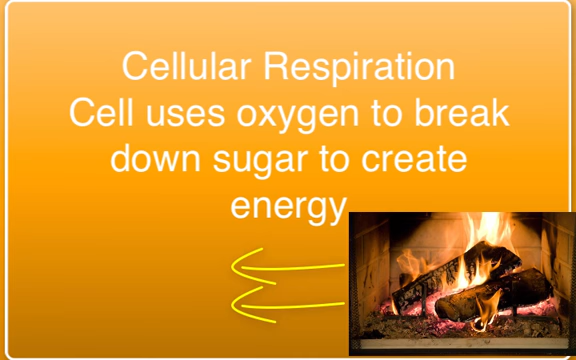 Cellular Respiration
Cell uses oxygen to break
down sugar to create
energy